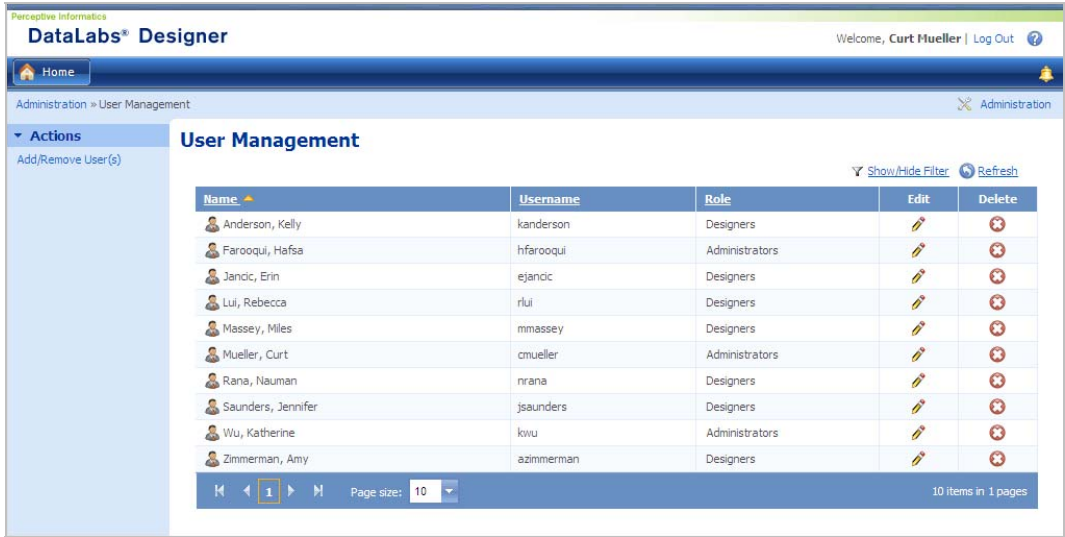 Perceptive Informatics
DataLabs® Designer
Welcome, Curt Mueller | Log Out
Home
Administration » User Management
Administration
Actions
Add/Remove User(s)
User Management
Show/Hide Filter Refresh
Name Username Role Edit Delete
Anderson, Kelly kanderson Designers
Farooqui, Hafsa hfarooqui Administrators
Jancic, Erin ejancic Designers
Lui, Rebecca rlui Designers
Massey, Miles mmassey Designers
Mueller, Curt cmueller Administrators
Rana, Nauman nrana Designers
Saunders, Jennifer jsaunders Designers
Wu, Katherine kwu Administrators
Zimmerman, Amy azimmerman Designers
1 Page size: 10 10 items in 1 pages